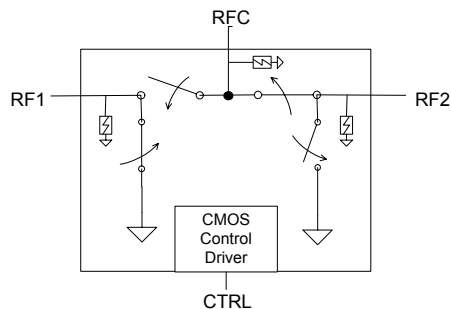 RFC
RF1
RF2
CMOS
Control
Driver
CTRL